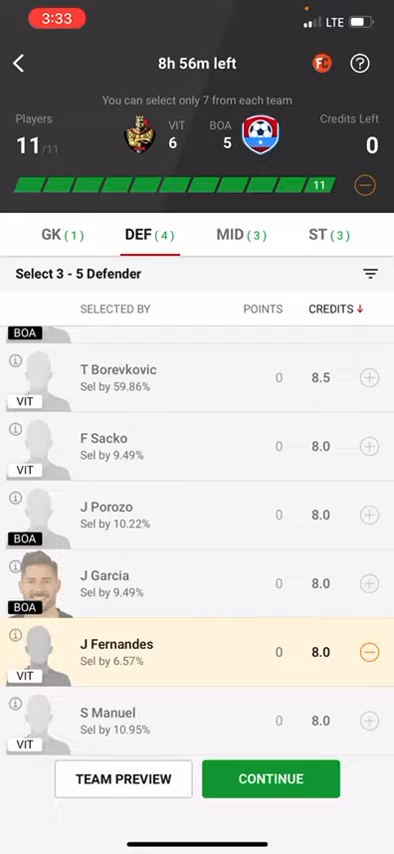 3:33
LTE
8h 56m left
FC
?
You can select only 7 from each team
Players
VIT
BOA
Credits Left
11/11
6
5
0
11
GK (1)
DEF (4)
MID (3)
ST (3)
Select 3 - 5 Defender
SELECTED BY
POINTS
CREDITS
BOA
T Borevkovic
Sel by 59.86%
0
8.5
VIT
F Sacko
Sel by 9.49%
0
8.0
VIT
J Porozo
Sel by 10.22%
0
8.0
BOA
J Garcia
Sel by 9.49%
0
8.0
BOA
J Fernandes
Sel by 6.57%
0
8.0
VIT
S Manuel
Sel by 10.95%
0
8.0
VIT
TEAM PREVIEW
CONTINUE